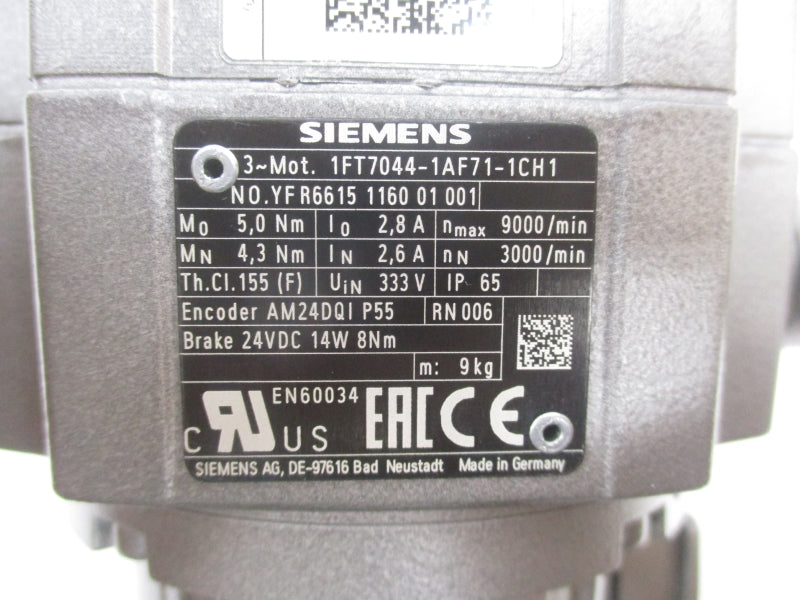 SIEMENS
3~Mot. 1FT7044-1AF71-1CH1
NO.YFR6615 1160 01 001
M0 5,0 Nm I0 2,8 A nmax 9000/min
MN 4,3 Nm IN 2,6 A nN 3000/min
Th.Cl.155 (F) UiN 333 V IP 65
Encoder AM24DQI P55 RN 006
Brake 24VDC 14W 8Nm
m: 9kg
EN60034
C RU US EAC CE
SIEMENS AG, DE-97616 Bad Neustadt Made in Germany